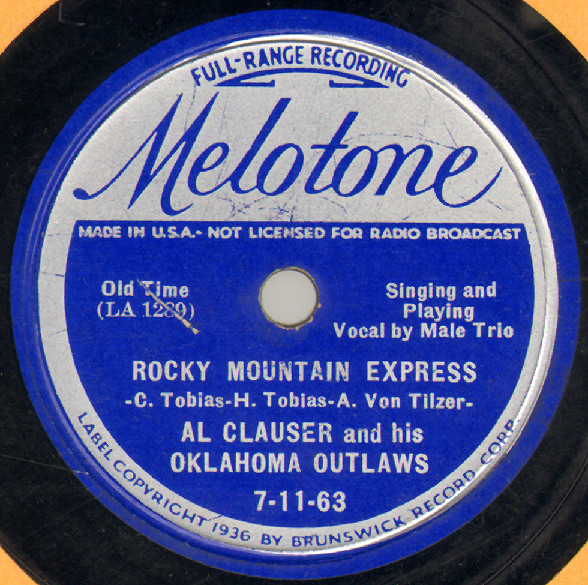 FULL-RANGE RECORDING
Melotone
MADE IN U.S.A.- NOT LICENSED FOR RADIO BROADCAST
Old Time
(LA 1289)
Singing and
Playing
Vocal by Male Trio
ROCKY MOUNTAIN EXPRESS
-C. Tobias-H. Tobias-A. Von Tilzer-
AL CLAUSER and his
OKLAHOMA OUTLAWS
7-11-63
LABEL COPYRIGHT 1936 BY BRUNSWICK RECORD CORP.